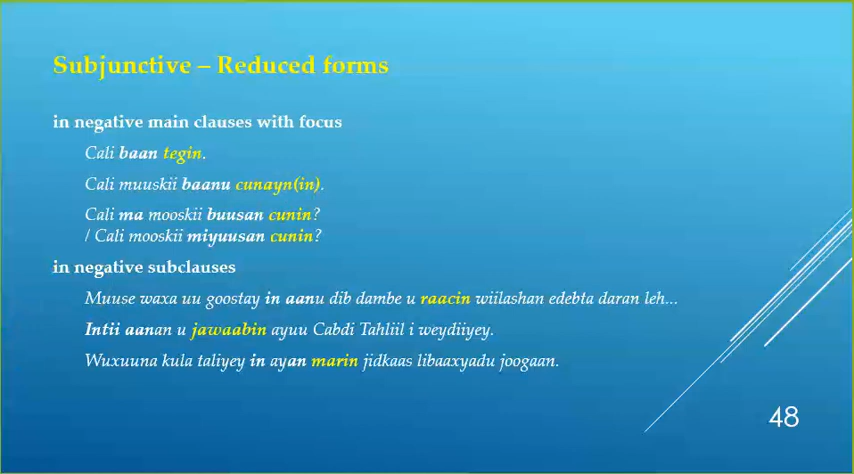 Subjunctive – Reduced forms
in negative main clauses with focus
Cali baan tegin.
Cali muuskii baanu cunayn(in).
Cali ma mooskii buusan cunin?
/ Cali mooskii miyuusan cunin?
in negative subclauses
Muuse waxa uu goostay in aanu dib dambe u raacin wiilashan edebta daran leh...
Intii aanan u jawaabin ayuu Cabdi Tahliil i weydiiyey.
Wuxuuna kula taliyey in ayan marin jidkaas libaaxyadu joogaan.
48